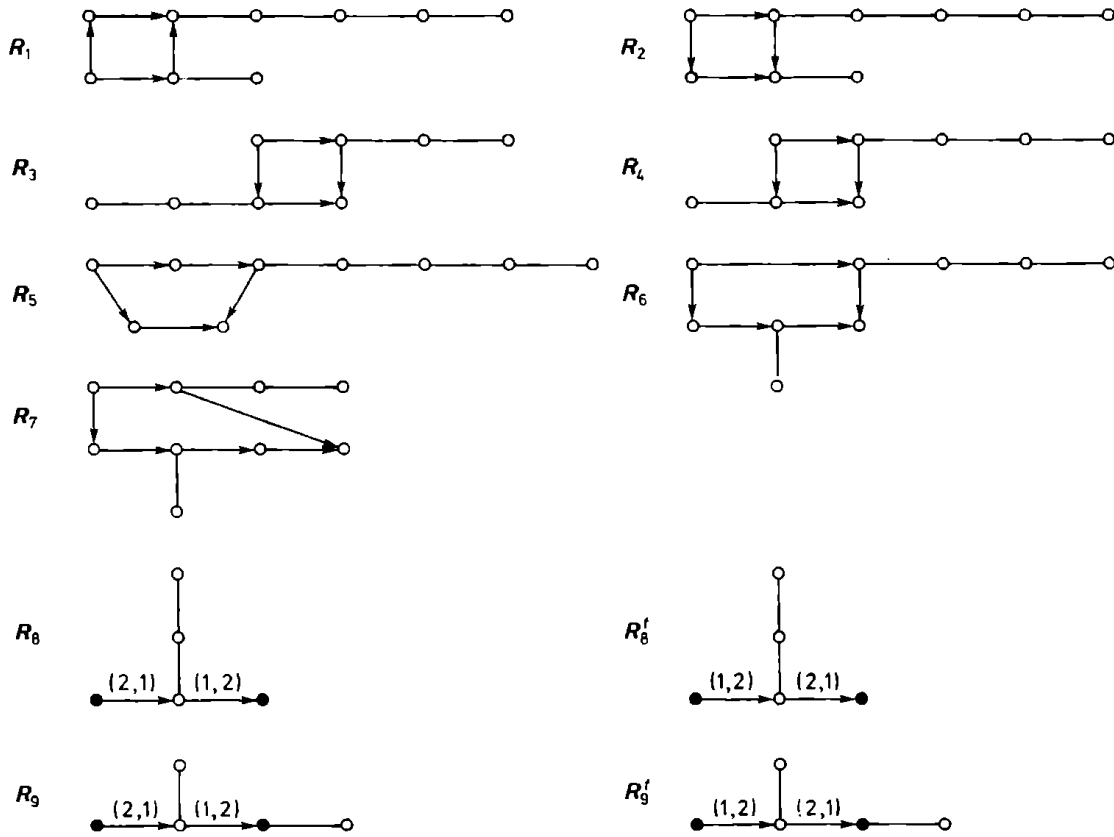 R1 R2
R3 R4
R5 R6
R7
R8 (2,1) (1,2) R8′ (1,2) (2,1)
R9 (2,1) (1,2) R9′ (1,2) (2,1)